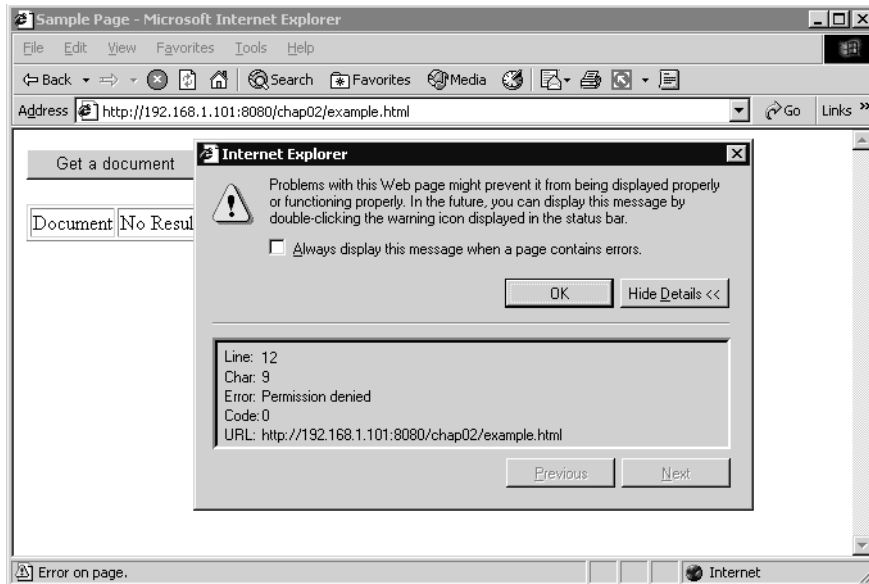 Sample Page - Microsoft Internet Explorer
File Edit View Favorites Tools Help
Back Search Favorites Media
Address http://192.168.1.101:8080/chap02/example.html Go Links »
Get a document
Document No Resul
Internet Explorer
Problems with this Web page might prevent it from being displayed properly
or functioning properly. In the future, you can display this message by
double-clicking the warning icon displayed in the status bar.
Always display this message when a page contains errors.
OK Hide Details <<
Line: 12
Char: 9
Error: Permission denied
Code: 0
URL: http://192.168.1.101:8080/chap02/example.html
Previous Next
Error on page. Internet